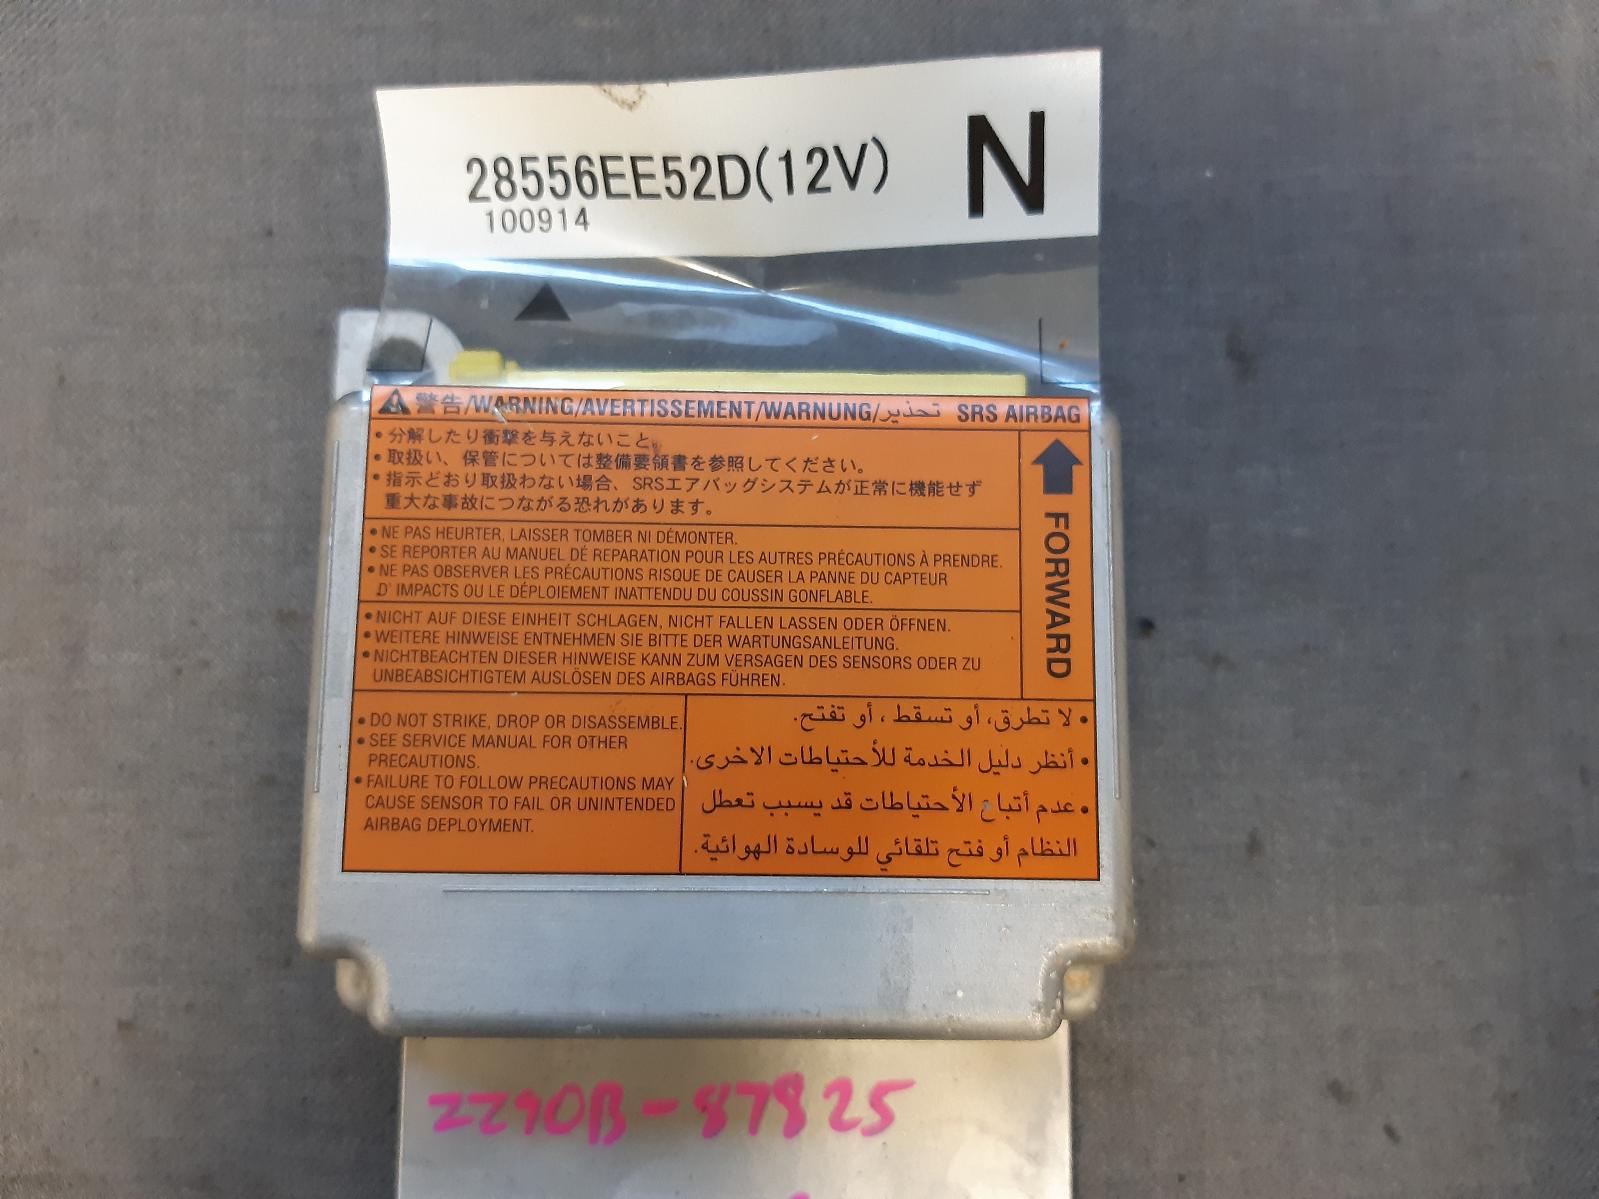 28556EE52D(12V) N
100914
警告/WARNING/AVERTISSEMENT/WARNUNG/تحذير SRS AIRBAG
• 分解したり衝撃を与えないこと。
• 取扱い、保管については整備要領書を参照してください。
• 指示どおり取扱わない場合、SRSエアバッグシステムが正常に機能せず
重大な事故につながる恐れがあります。
FORWARD
• NE PAS HEURTER, LAISSER TOMBER NI DÉMONTER.
• SE REPORTER AU MANUEL DÉ REPARATION POUR LES AUTRES PRÉCAUTIONS À PRENDRE.
• NE PAS OBSERVER LES PRÉCAUTIONS RISQUE DE CAUSER LA PANNE DU CAPTEUR
D' IMPACTS OU LE DÉPLOIEMENT INATTENDU DU COUSSIN GONFLABLE.
• NICHT AUF DIESE EINHEIT SCHLAGEN, NICHT FALLEN LASSEN ODER ÖFFNEN.
• WEITERE HINWEISE ENTNEHMEN SIE BITTE DER WARTUNGSANLEITUNG.
• NICHTBEACHTEN DIESER HINWEISE KANN ZUM VERSAGEN DES SENSORS ODER ZU
UNBEABSICHTIGTEM AUSLÖSEN DES AIRBAGS FÜHREN.
• DO NOT STRIKE, DROP OR DISASSEMBLE.
• SEE SERVICE MANUAL FOR OTHER
PRECAUTIONS.
• FAILURE TO FOLLOW PRECAUTIONS MAY
CAUSE SENSOR TO FAIL OR UNINTENDED
AIRBAG DEPLOYMENT.
• لا تطرق، أو تسقط ، أو تفتح.
• أنظر دليل الخدمة للأحتياطات الاخرى.
• عدم أتباع الأحتياطات قد يسبب تعطل
النظام أو فتح تلقائي للوسادة الهوائية.
ZZ90B-87825